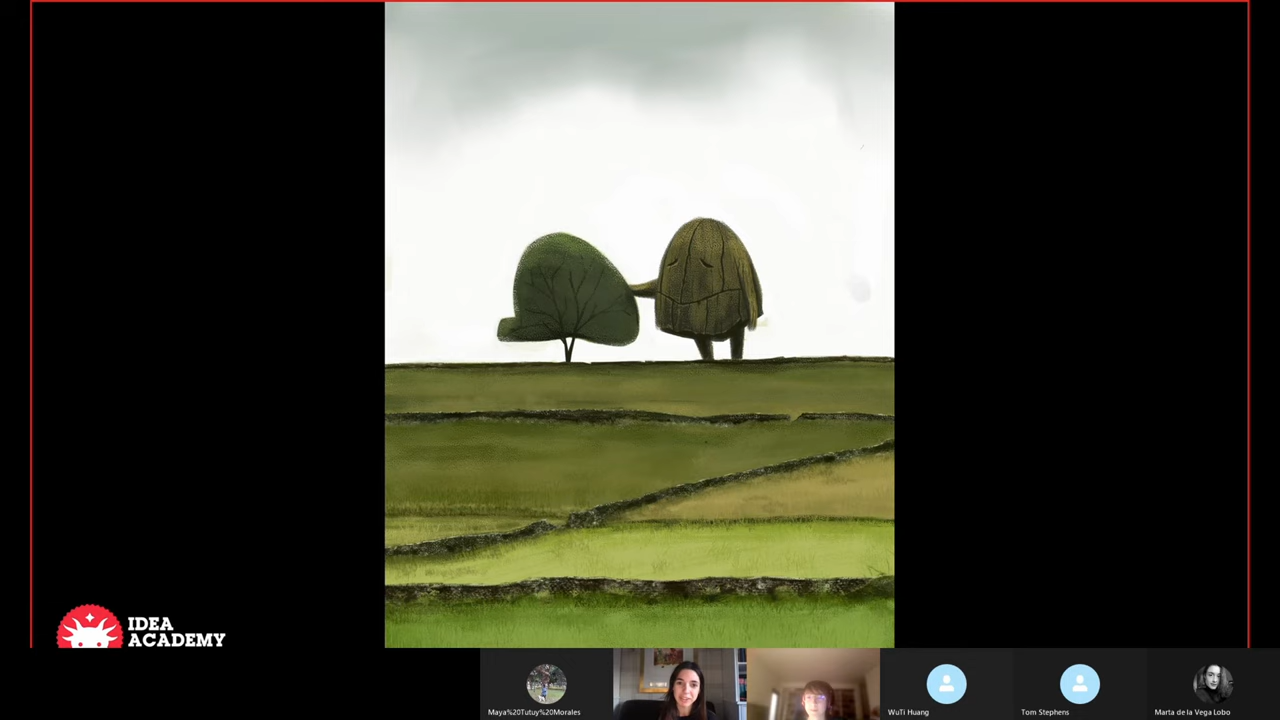 IDEA
ACADEMY
Maya%20Tutuy%20Morales
WuTi Huang
Tom Stephens
Marta de la Vega Lobo